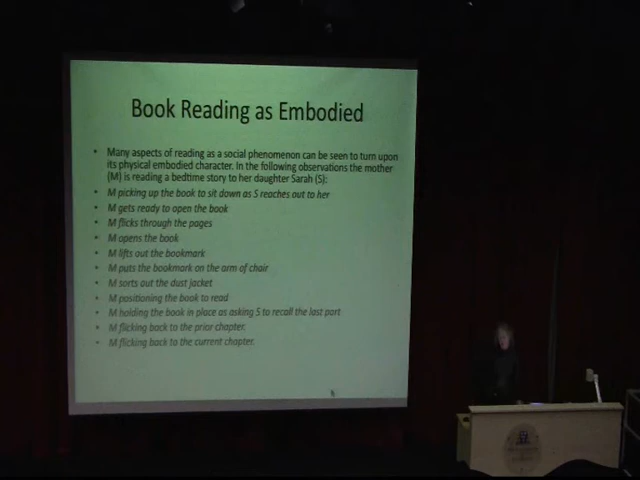 Book Reading as Embodied
• Many aspects of reading as a social phenomenon can be seen to turn upon
its physical embodied character. In the following observations the mother
(M) is reading a bedtime story to her daughter Sarah (S):
• M picking up the book to sit down as S reaches out to her
• M gets ready to open the book
• M flicks through the pages
• M opens the book
• M lifts out the bookmark
• M puts the bookmark on the arm of chair
• M sorts out the dust jacket
• M positioning the book to read
• M holding the book in place as asking S to recall the last part
• M flicking back to the prior chapter.
• M flicking back to the current chapter.